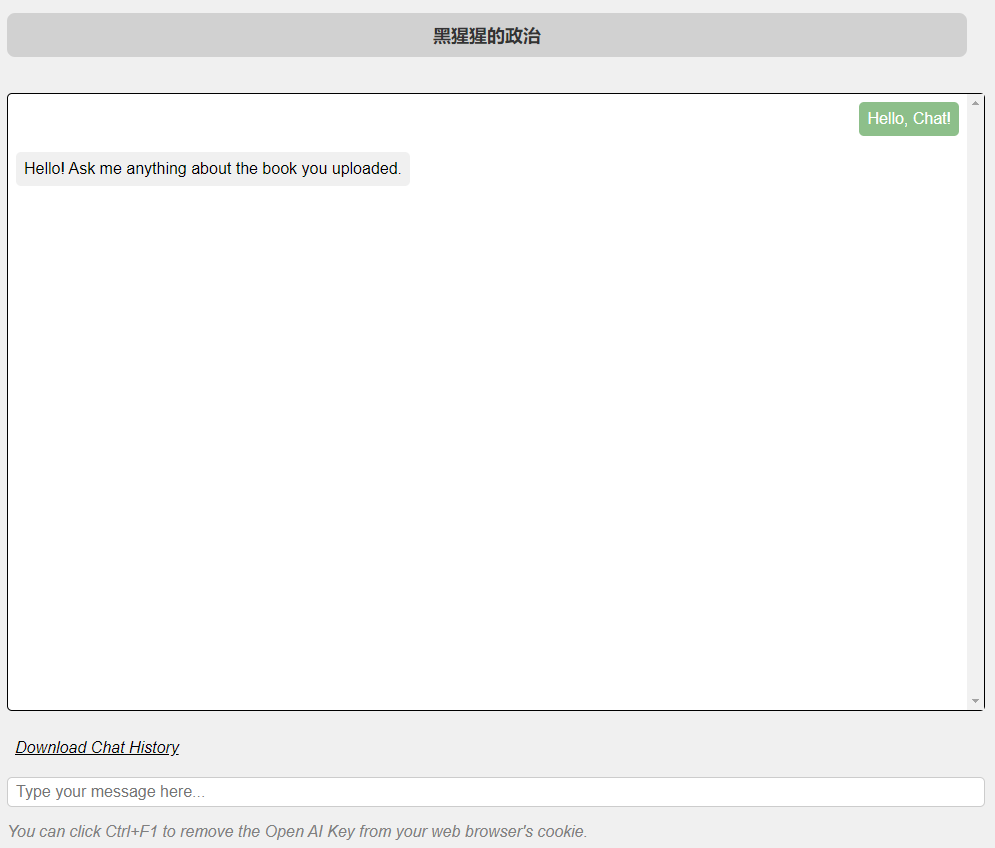 黑猩猩的政治
Hello, Chat!
Hello! Ask me anything about the book you uploaded.
Download Chat History
Type your message here...
You can click Ctrl+F1 to remove the Open AI Key from your web browser's cookie.